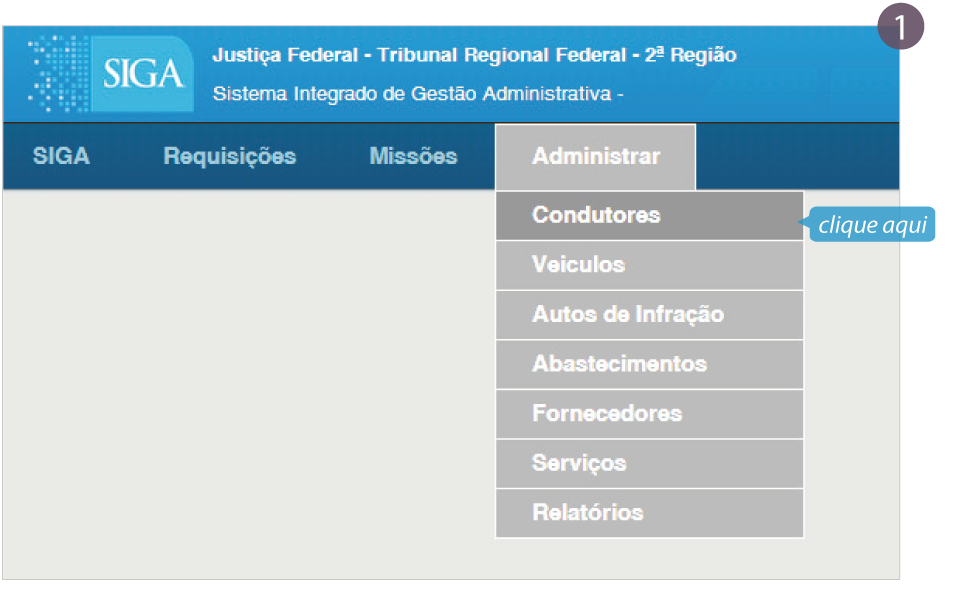 1
SIGA
Justiça Federal - Tribunal Regional Federal - 2ª Região
Sistema Integrado de Gestão Administrativa -
SIGA Requisições Missões Administrar
Condutores
clique aqui
Veiculos
Autos de Infração
Abastecimentos
Fornecedores
Serviços
Relatórios